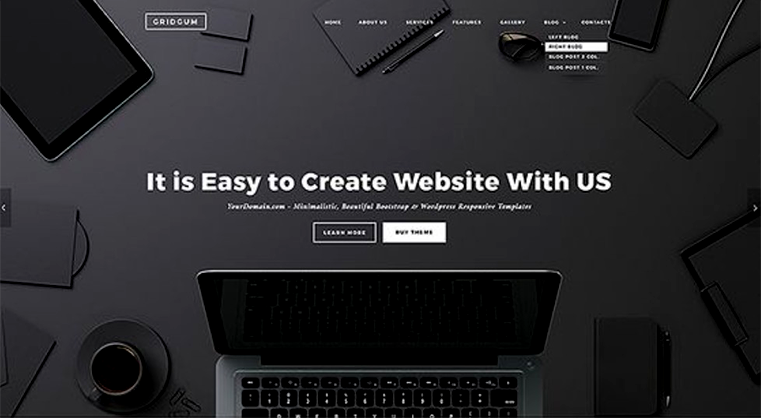 GRIDGUM
HOME ABOUT US SERVICES FEATURES GALLERY BLOG CONTACTS
LEFT BLOG
RIGHT BLOG
BLOG POST 2 COL.
BLOG POST 1 COL.
It is Easy to Create Website With US
YourDomain.com - Minimalistic, Beautiful Bootstrap & Wordpress Responsive Templates
LEARN MORE BUY THEME